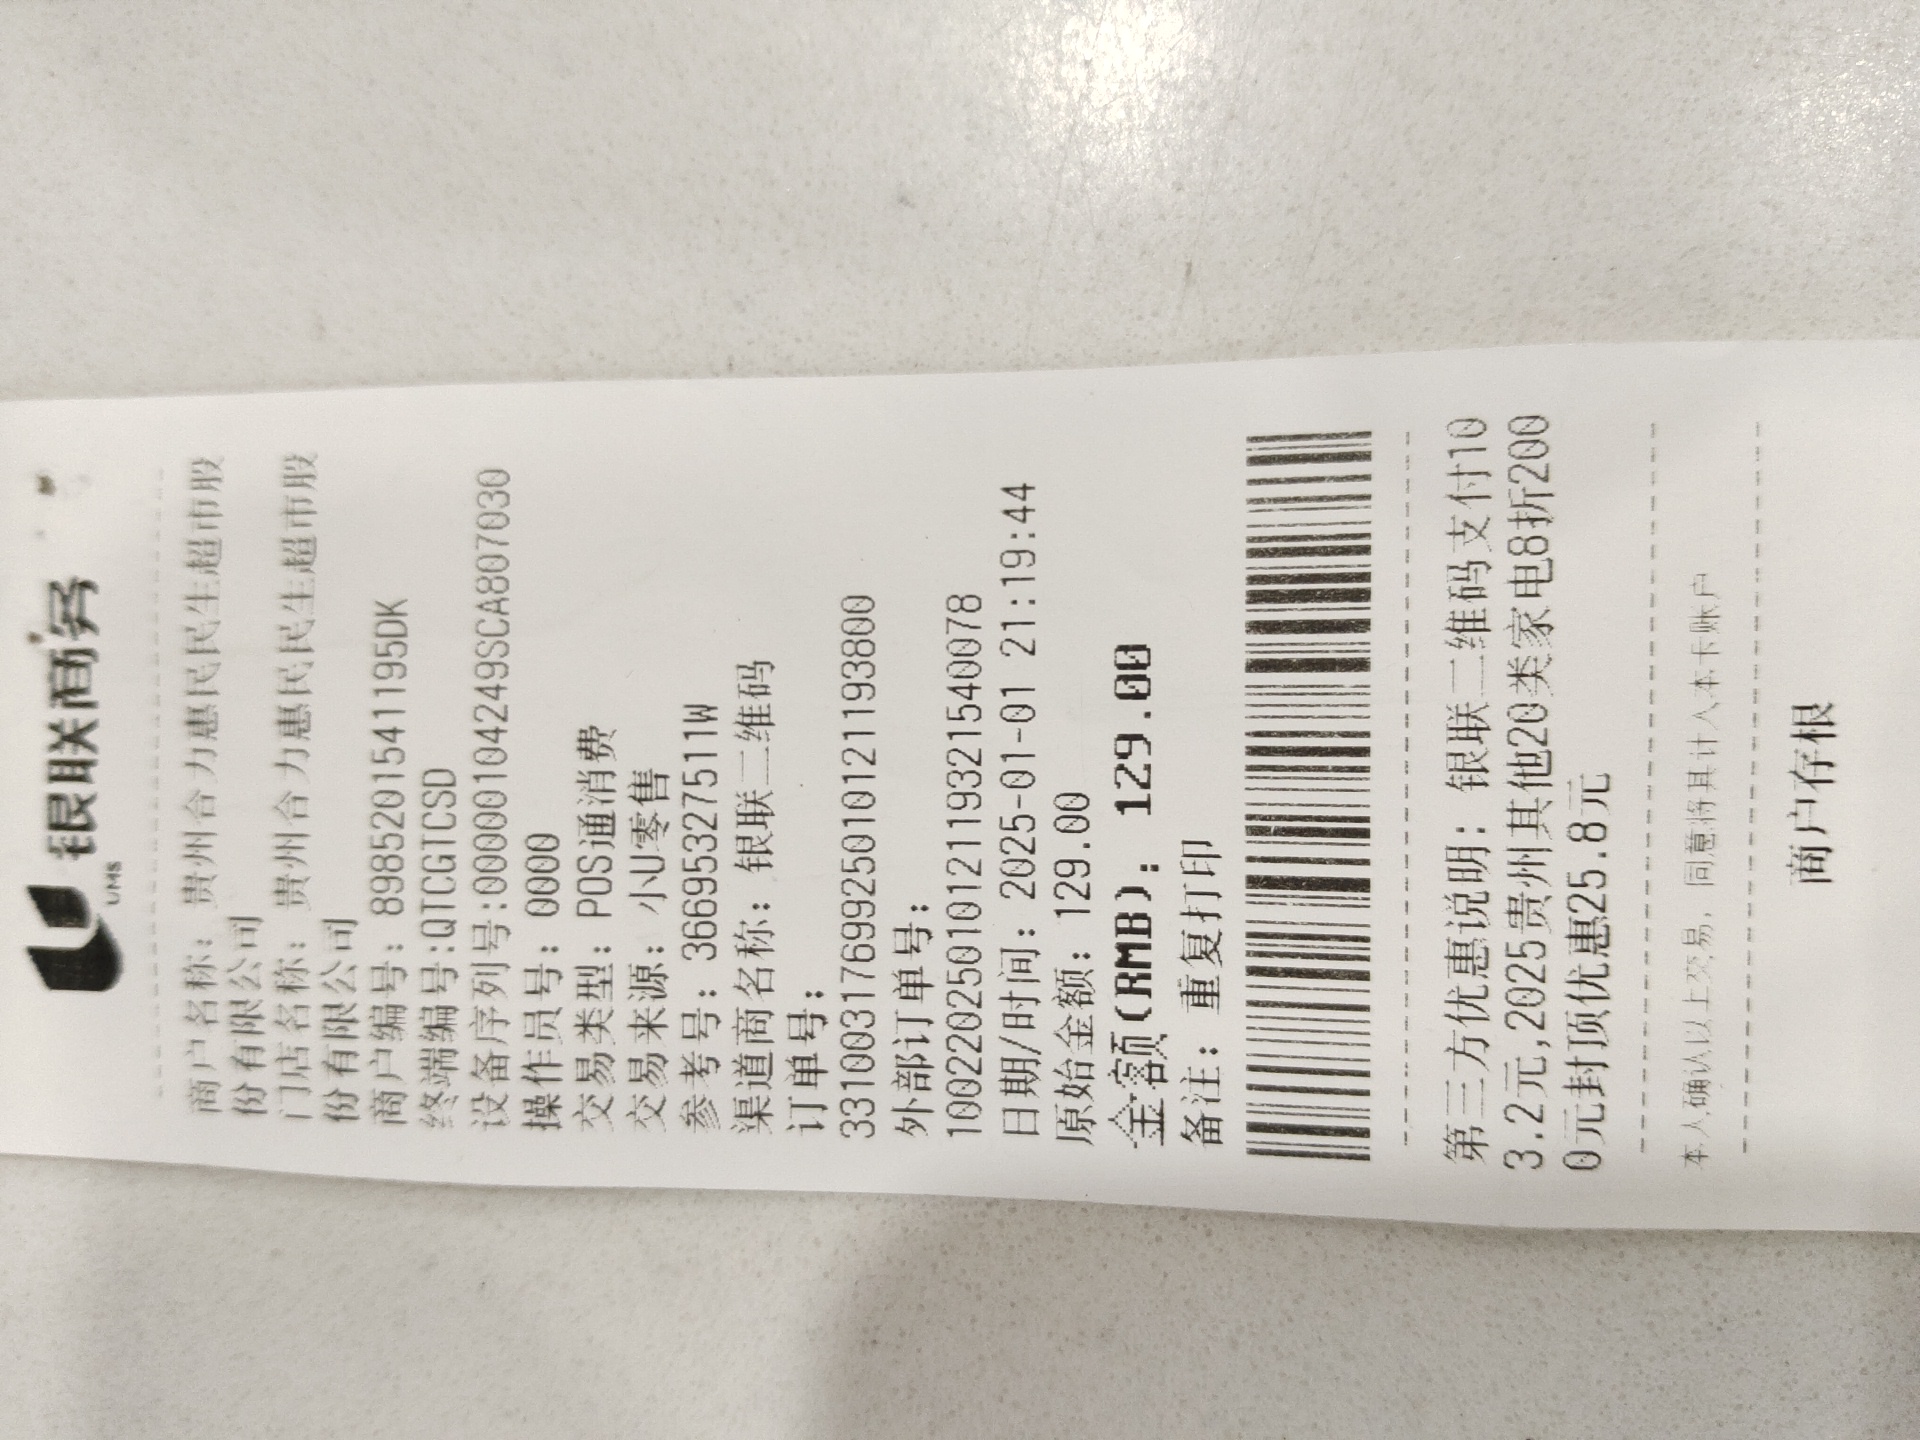 银联商务
UMS
商户名称: 贵州合力惠民民生超市股
份有限公司
门店名称: 贵州合力惠民民生超市股
份有限公司
商户编号: 8985201541195DK
终端编号:QTCGTCSD
设备序列号:00000104249SCA807030
操作员号: 0000
交易类型: POS通消费
交易来源: 小U零售
参考号: 36695327511W
渠道商名称: 银联二维码
订单号:
331003176992501012119​3800
外部订单号:
10022025010121193215​40078
日期/时间: 2025-01-01 21:19:44
原始金额: 129.00
金额(RMB): 129.00
备注: 重复打印
第三方优惠说明: 银联二维码支付10
3.2元,2025贵州其他20类家电8折200
0元封顶优惠25.8元
本人确认以上交易, 同意将其计入本卡账户
商户存根